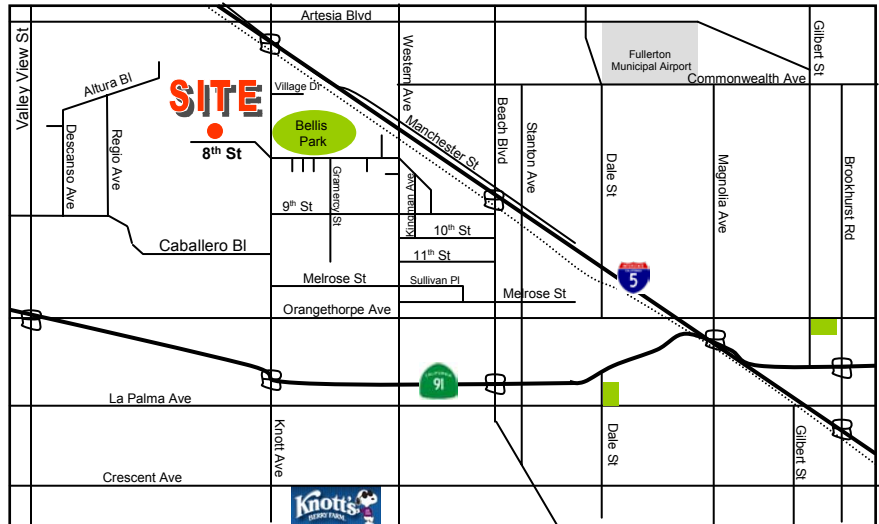 Artesia Blvd
Valley View St
Gilbert St
Fullerton
Municipal Airport
Western Ave
Commonwealth Ave
Altura Bl
SITE
Village Dr
Bellis
Park
Manchester St
Beach Blvd
Stanton Ave
Descanso Ave
Regio Ave
8th St
Dale St
Magnolia Ave
Brookhurst Rd
Gramercy St
Kingman Ave
9th St
10th St
Caballero Bl
11th St
Melrose St
Sullivan Pl
Melrose St
INTERSTATE
CALIFORNIA
5
Orangethorpe Ave
CALIFORNIA
91
La Palma Ave
Knott Ave
Dale St
Gilbert St
Crescent Ave
Knott's
BERRY FARM